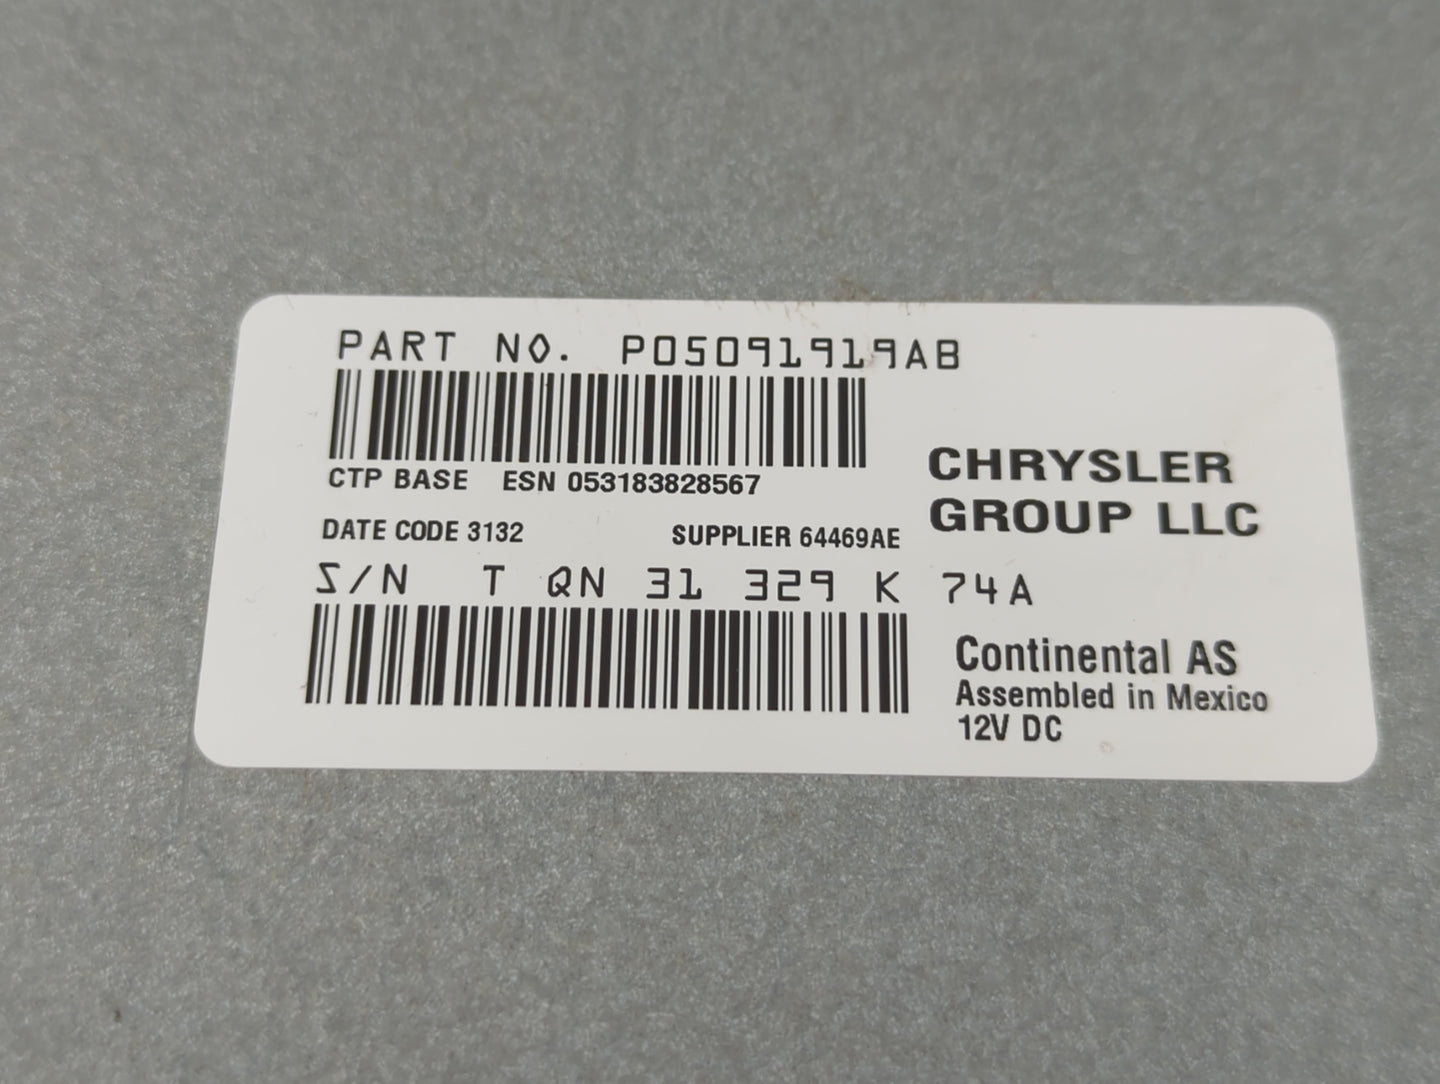 PART NO. P05091919AB
CTP BASE ESN 053183828567
DATE CODE 3132 SUPPLIER 64469AE
CHRYSLER
GROUP LLC
S/N T QN 31 329 K 74A
Continental AS
Assembled in Mexico
12V DC